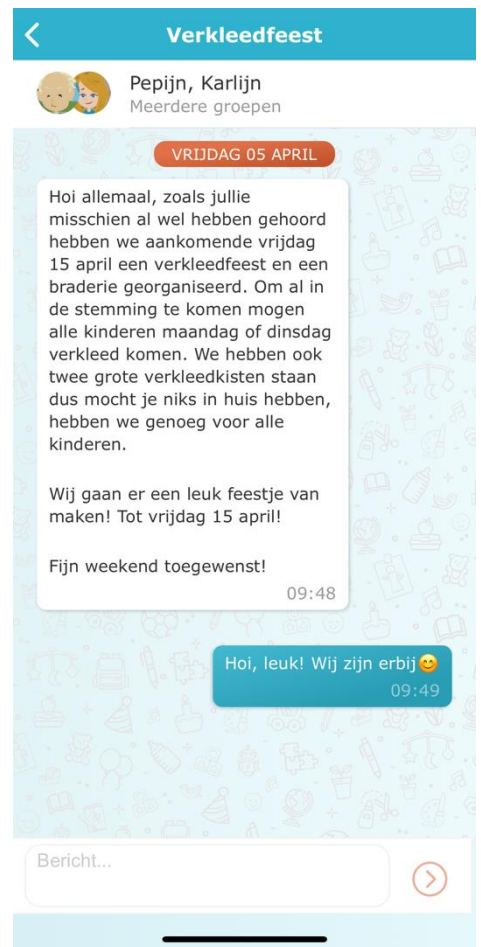 Verkleedfeest
Pepijn, Karlijn
Meerdere groepen
VRIJDAG 05 APRIL
Hoi allemaal, zoals jullie
misschien al wel hebben gehoord
hebben we aankomende vrijdag
15 april een verkleedfeest en een
braderie georganiseerd. Om al in
de stemming te komen mogen
alle kinderen maandag of dinsdag
verkleed komen. We hebben ook
twee grote verkleedkisten staan
dus mocht je niks in huis hebben,
hebben we genoeg voor alle
kinderen.
Wij gaan er een leuk feestje van
maken! Tot vrijdag 15 april!
Fijn weekend toegewenst!
09:48
Hoi, leuk! Wij zijn erbij😊
09:49
Bericht...